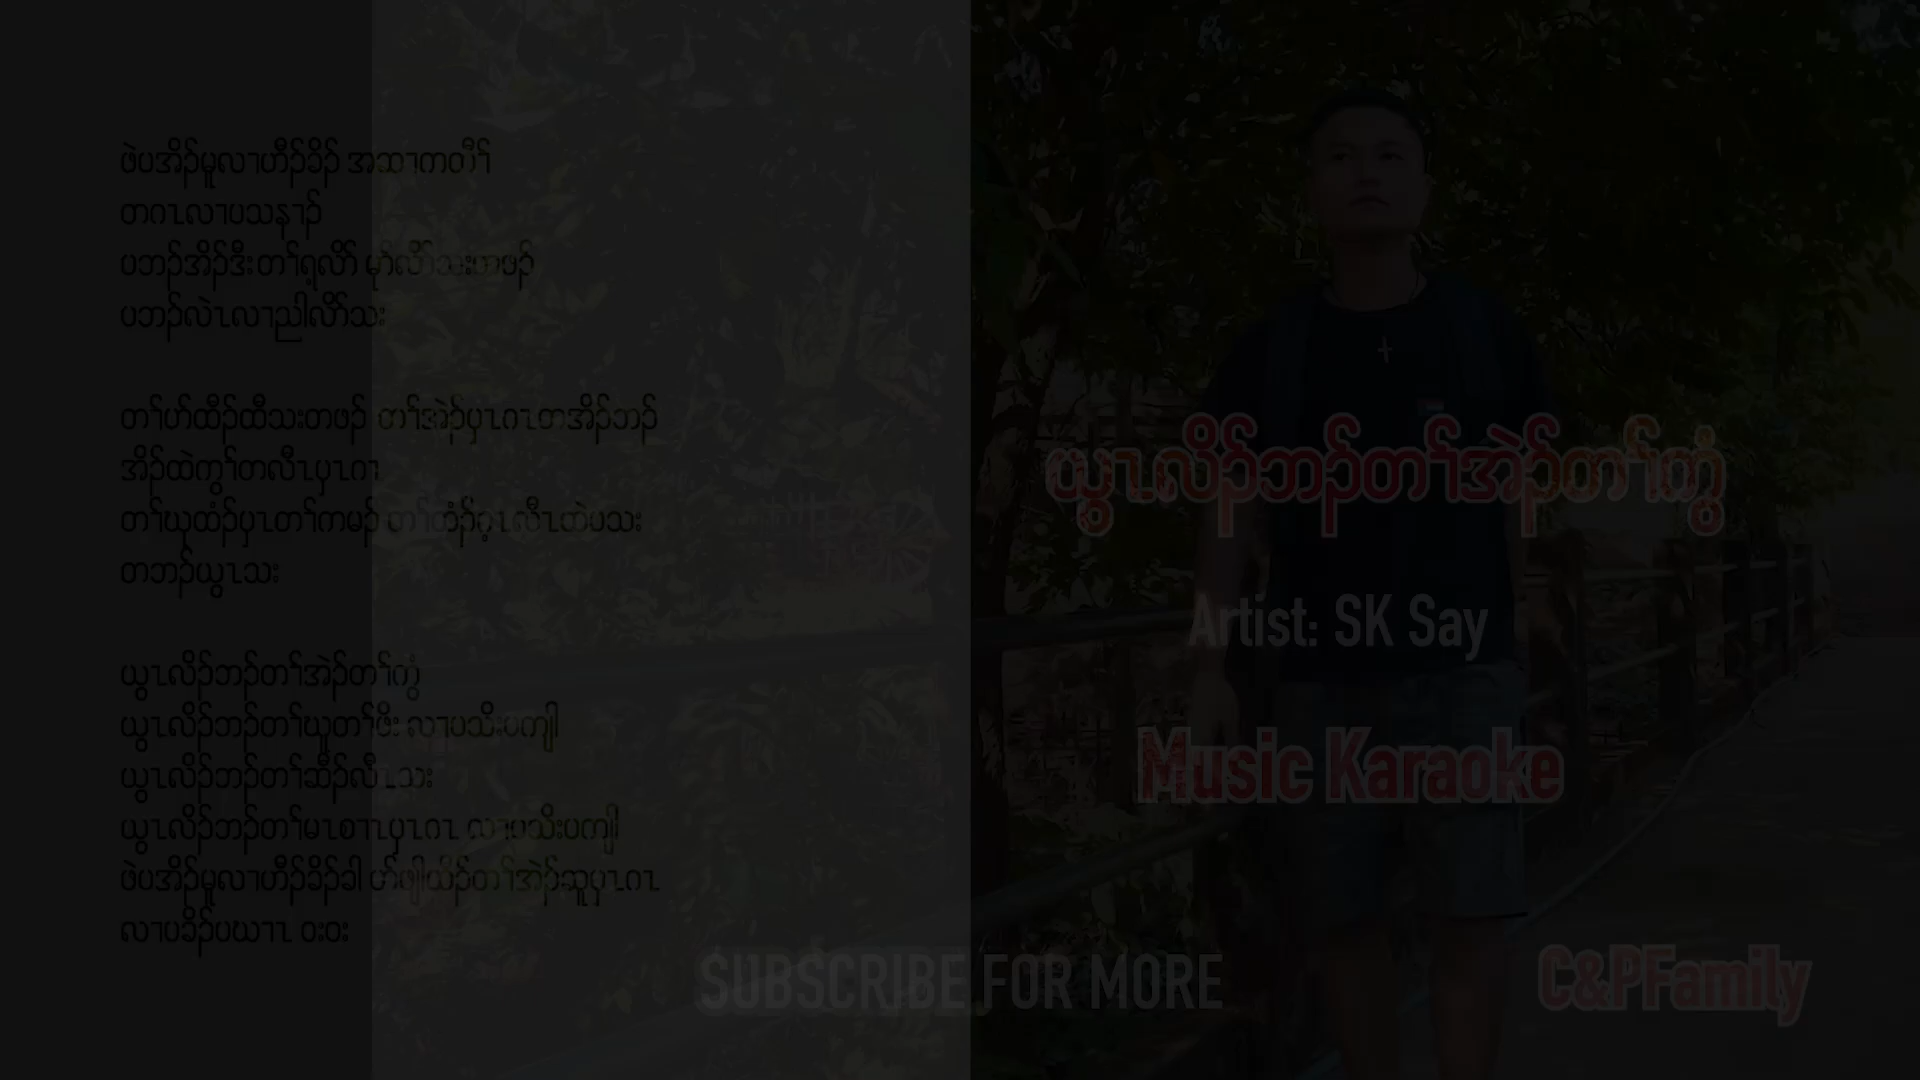 ဖဲပအိၣ်မူလၢဟီၣ်ခိၣ် အဆၢကတီၢ်
တဂ့ၤလၢပသနၢၣ်
ပဘၣ်အိၣ်ဒီးတၢ်ရ့လိာ် မုာ်လိာ်သးတဖၣ်
ပဘၣ်လဲၤလၢညါလိာ်သး
တၢ်ဟ်ထီၣ်ထီသးတဖၣ် တၢ်အဲၣ်ပှၤဂၤတအိၣ်ဘၣ်
အိၣ်ထဲကွၢ်တလီၤပှၤဂၤ
တၢ်ဃုထံၣ်ပှၤတၢ်ကမၣ် တၢ်ထံၣ်ဂ့ၤလီၤထဲပသး
တဘၣ်ယွၤသး
ယွၤလိၣ်ဘၣ်တၢ်အဲၣ်တၢ်ကွံ
ယွၤလိၣ်ဘၣ်တၢ်ဃူတၢ်ဖိး လၢပသိးပကျါ
ယွၤလိၣ်ဘၣ်တၢ်ဆီၣ်လီၤသး
ယွၤလိၣ်ဘၣ်တၢ်မၤစၢၤပှၤဂၤ လၢပသိးပကျါ
ဖဲပအိၣ်မူလၢဟီၣ်ခိၣ်ခါ ဟ်ဖျါထီၣ်တၢ်အဲၣ်ဆူပှၤဂၤ
လၢပခိၣ်ပဃၢၤ ဝးဝး
ယွၤလိၣ်ဘၣ်တၢ်အဲၣ်တၢ်ကွံ
Artist: SK Say
Music Karaoke
SUBSCRIBE FOR MORE
C&PFamily